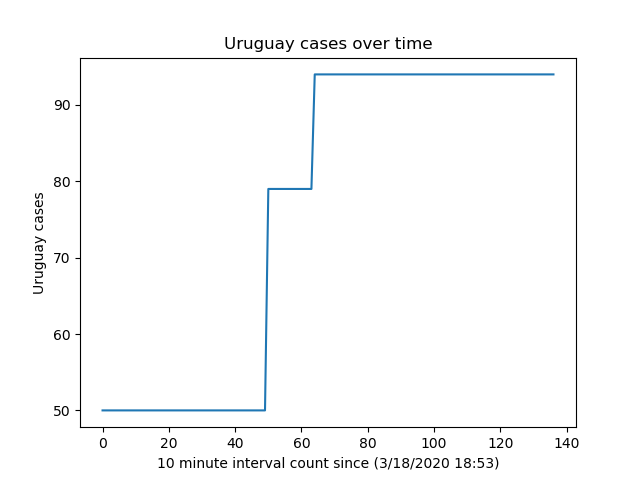 Uruguay cases over time
90
80
70
60
50
Uruguay cases
0 20 40 60 80 100 120 140
10 minute interval count since (3/18/2020 18:53)